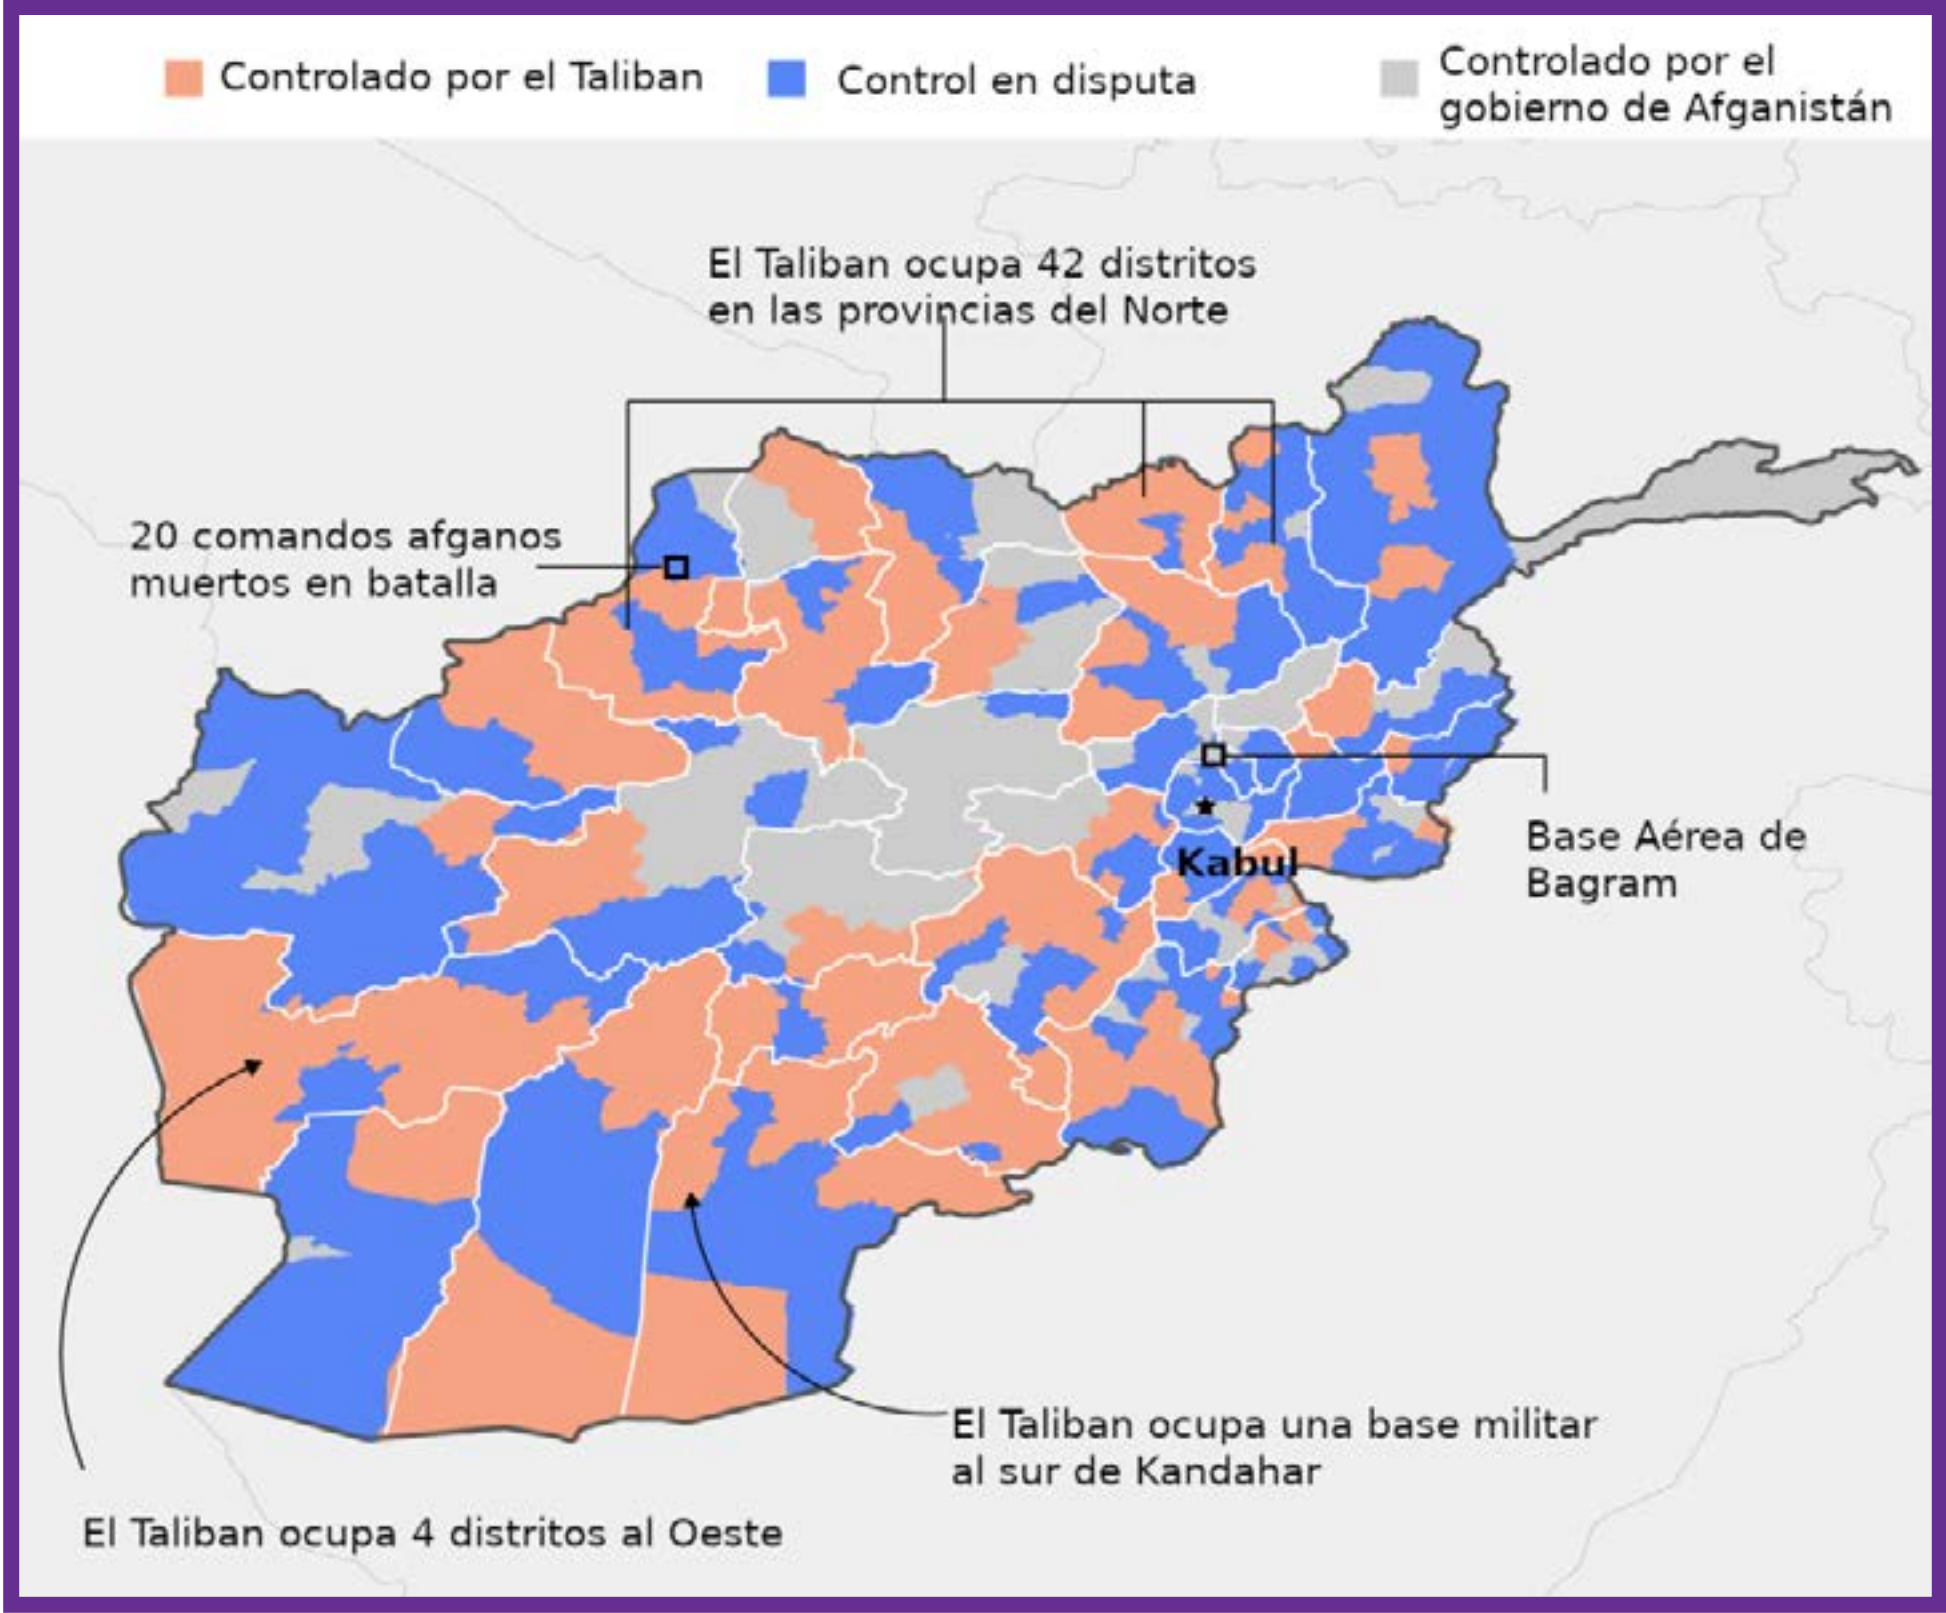 Controlado por el Taliban
Control en disputa
Controlado por el
gobierno de Afganistán
El Taliban ocupa 42 distritos
en las provincias del Norte
20 comandos afganos
muertos en batalla
Kabul
Base Aérea de
Bagram
El Taliban ocupa una base militar
al sur de Kandahar
El Taliban ocupa 4 distritos al Oeste